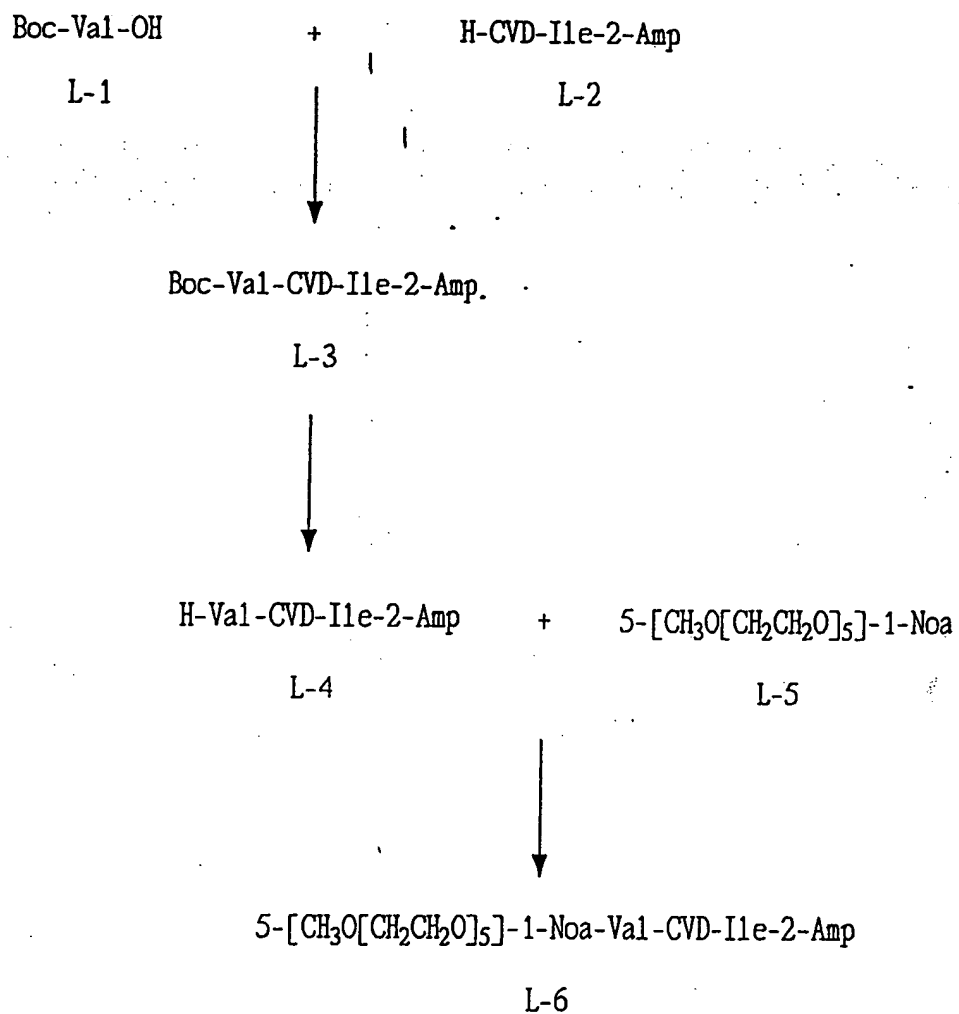 Boc-Val-OH + H-CVD-Ile-2-Amp
L-1 L-2
Boc-Val-CVD-Ile-2-Amp.
L-3
H-Val-CVD-Ile-2-Amp + 5-[CH₃O[CH₂CH₂O]₅]-1-Noa
L-4 L-5
5-[CH₃O[CH₂CH₂O]₅]-1-Noa-Val-CVD-Ile-2-Amp
L-6